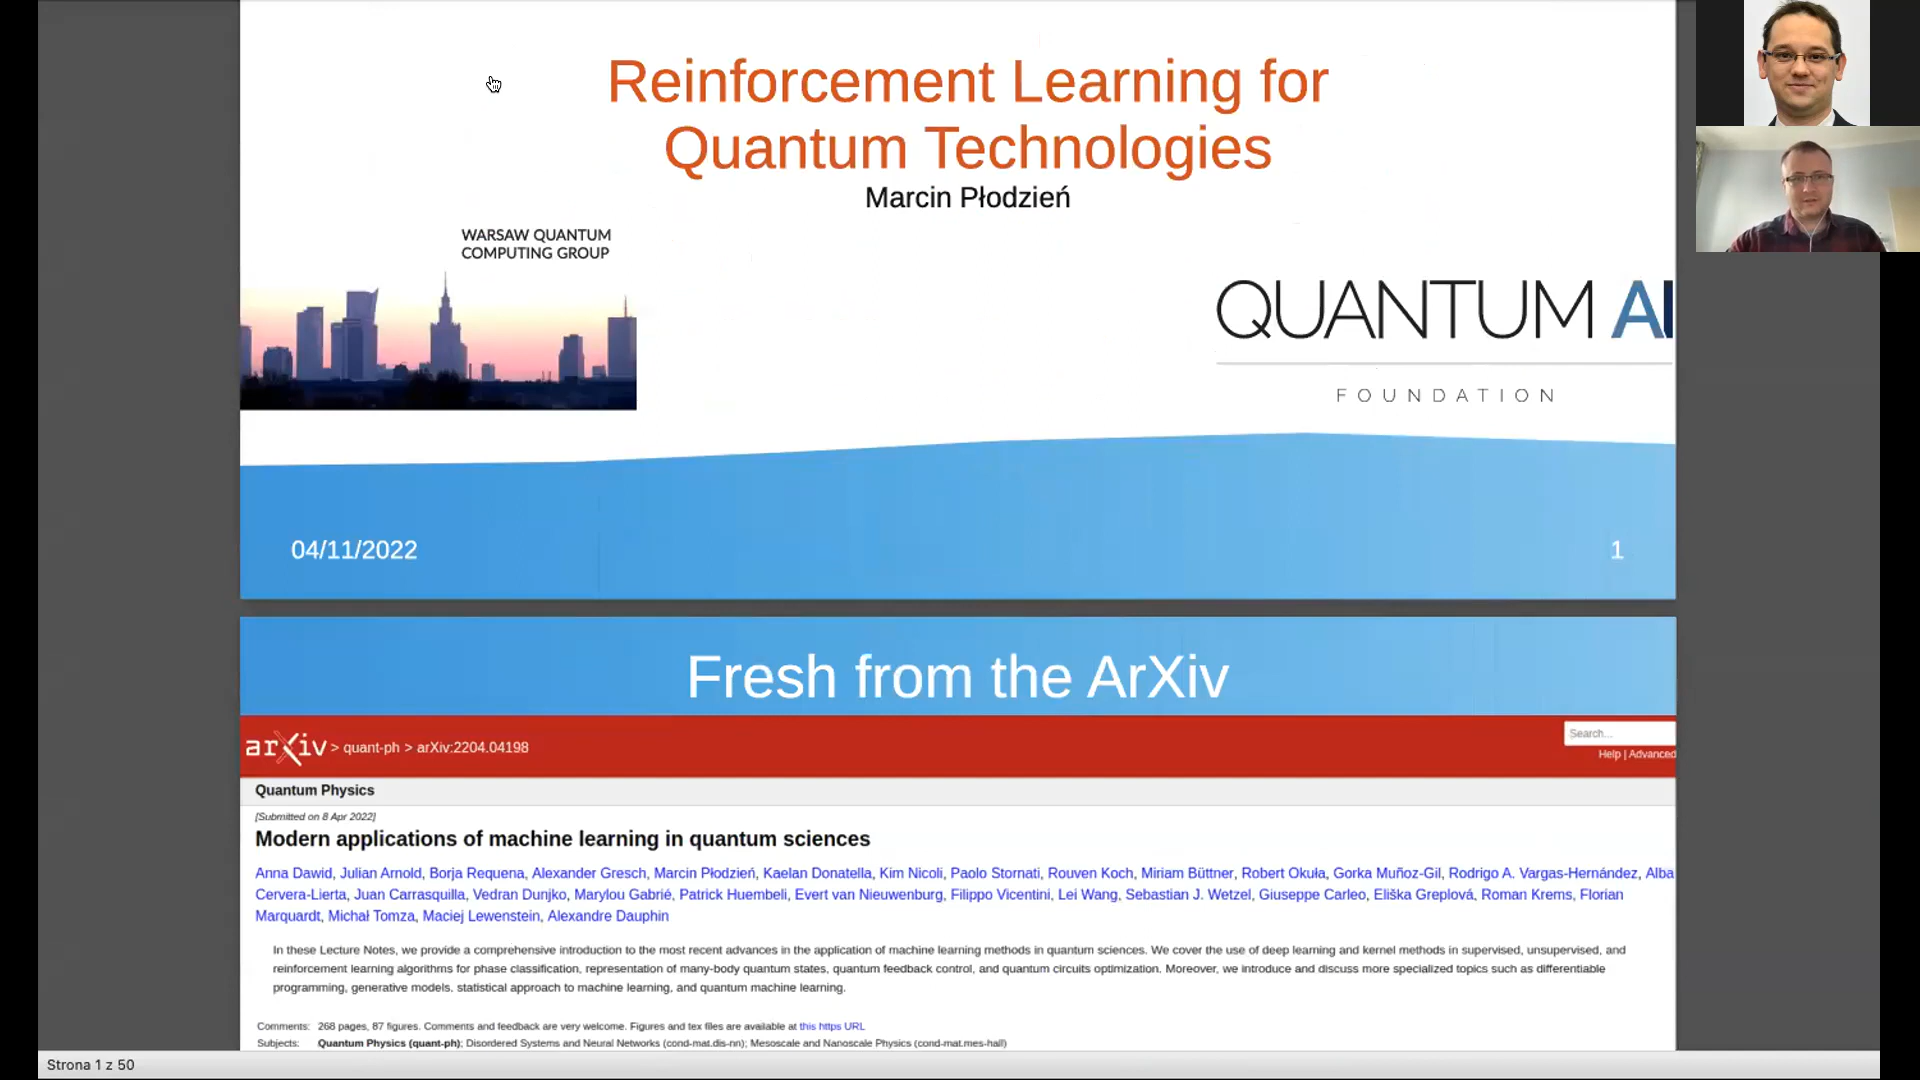 Reinforcement Learning for
Quantum Technologies
Marcin Płodzień
WARSAW QUANTUM
COMPUTING GROUP
QUANTUM AI
FOUNDATION
04/11/2022
1
Fresh from the ArXiv
arXiv > quant-ph > arXiv:2204.04198
Search...
Help | Advanced
Quantum Physics
[Submitted on 8 Apr 2022]
Modern applications of machine learning in quantum sciences
Anna Dawid, Julian Arnold, Borja Requena, Alexander Gresch, Marcin Płodzień, Kaelan Donatella, Kim Nicoli, Paolo Stornati, Rouven Koch, Miriam Büttner, Robert Okuła, Gorka Muñoz-Gil, Rodrigo A. Vargas-Hernández, Alba
Cervera-Lierta, Juan Carrasquilla, Vedran Dunjko, Marylou Gabrié, Patrick Huembeli, Evert van Nieuwenburg, Filippo Vicentini, Lei Wang, Sebastian J. Wetzel, Giuseppe Carleo, Eliška Greplová, Roman Krems, Florian
Marquardt, Michał Tomza, Maciej Lewenstein, Alexandre Dauphin
In these Lecture Notes, we provide a comprehensive introduction to the most recent advances in the application of machine learning methods in quantum sciences. We cover the use of deep learning and kernel methods in supervised, unsupervised, and
reinforcement learning algorithms for phase classification, representation of many-body quantum states, quantum feedback control, and quantum circuits optimization. Moreover, we introduce and discuss more specialized topics such as differentiable
programming, generative models, statistical approach to machine learning, and quantum machine learning.
Comments: 268 pages, 87 figures. Comments and feedback are very welcome. Figures and tex files are available at this https URL
Subjects: Quantum Physics (quant-ph); Disordered Systems and Neural Networks (cond-mat.dis-nn); Mesoscale and Nanoscale Physics (cond-mat.mes-hall)
Strona 1 z 50